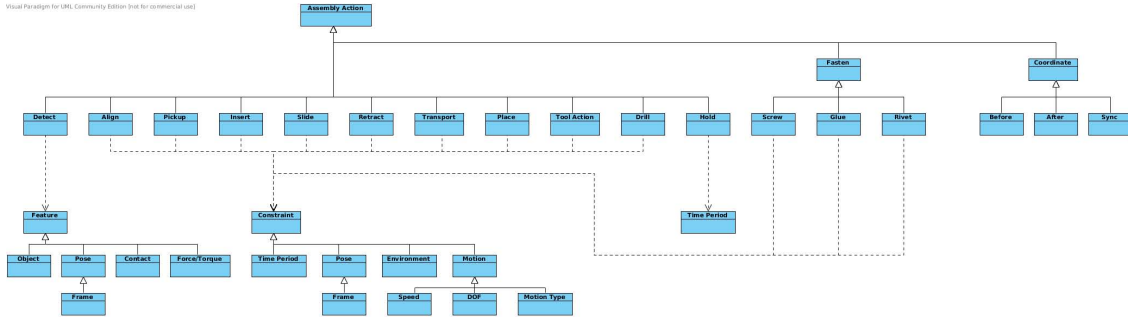 Visual Paradigm for UML Community Edition [not for commercial use]
Assembly Action
Fasten
Coordinate
Detect
Align
Pickup
Insert
Slide
Retract
Transport
Place
Tool Action
Drill
Hold
Screw
Glue
Rivet
Before
After
Sync
Feature
Constraint
Time Period
Object
Pose
Contact
Force/Torque
Time Period
Pose
Environment
Motion
Frame
Frame
Speed
DOF
Motion Type